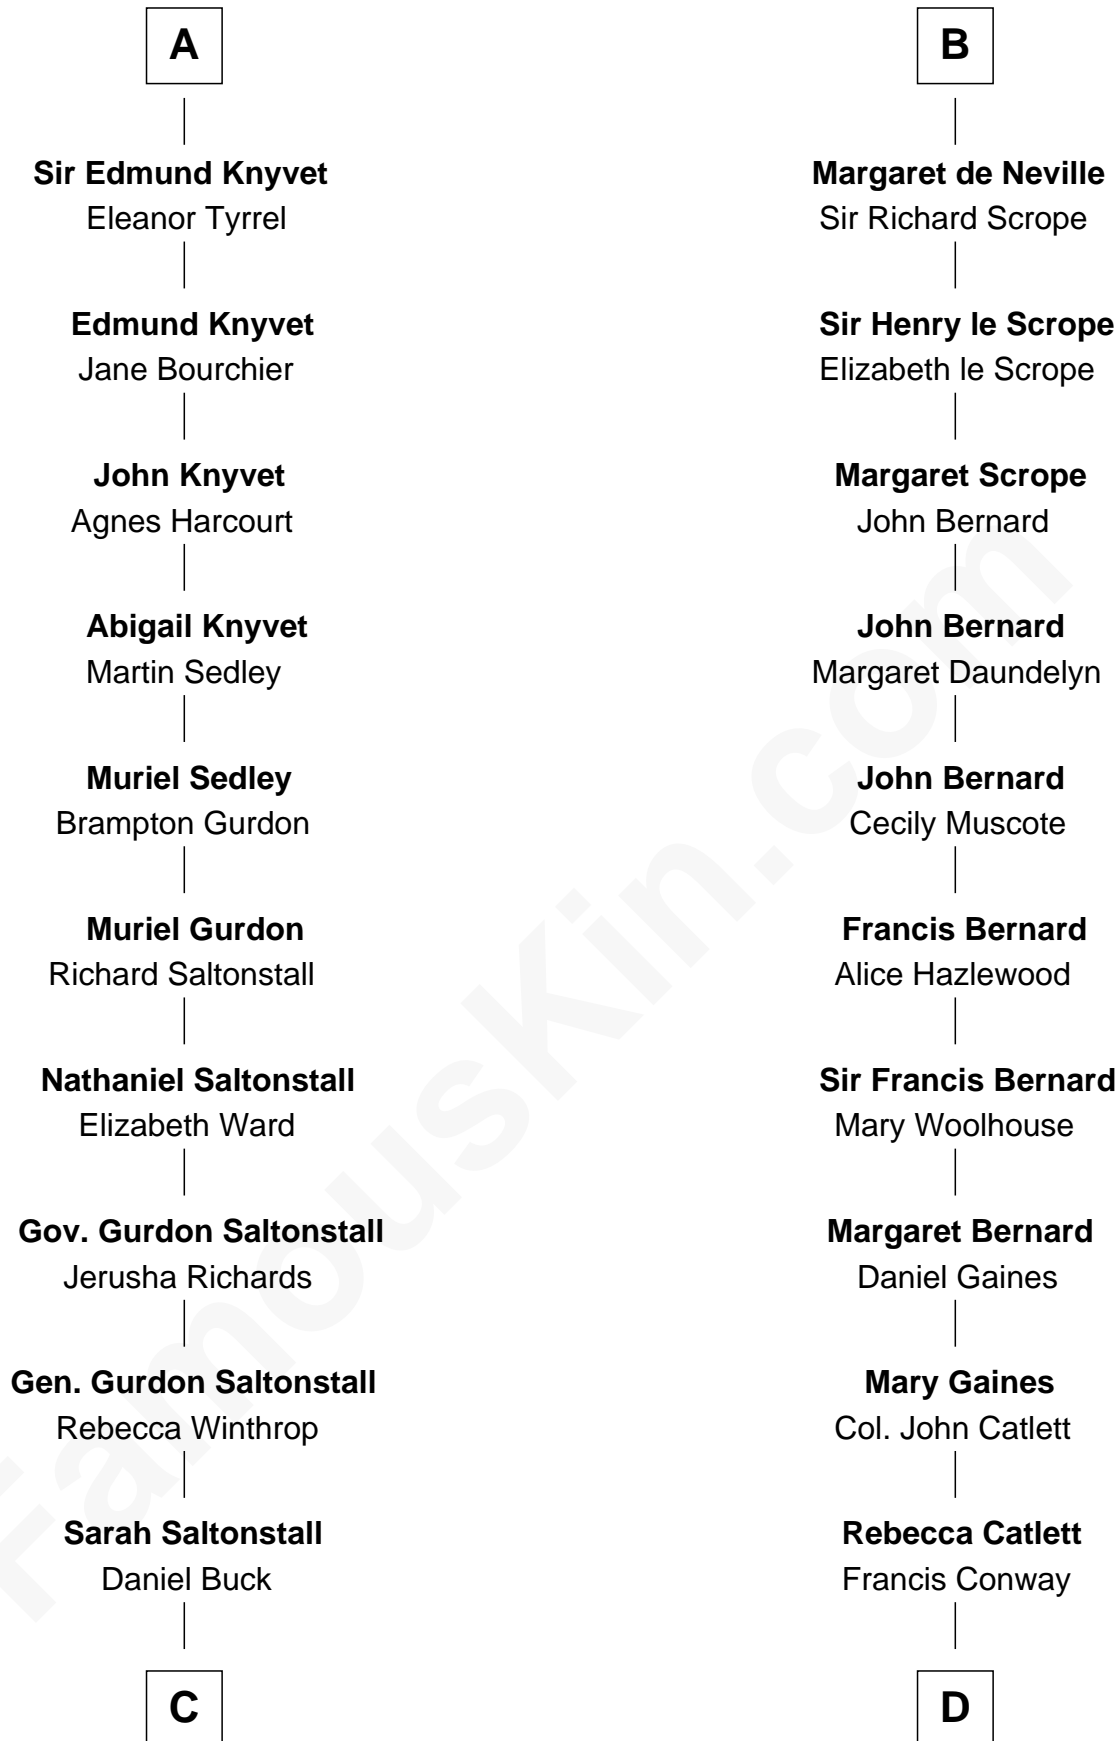 A
Sir Edmund Knyvet
Eleanor Tyrrel
Edmund Knyvet
Jane Bourchier
John Knyvet
Agnes Harcourt
Abigail Knyvet
Martin Sedley
Muriel Sedley
Brampton Gurdon
Muriel Gurdon
Richard Saltonstall
Nathaniel Saltonstall
Elizabeth Ward
Gov. Gurdon Saltonstall
Jerusha Richards
Gen. Gurdon Saltonstall
Rebecca Winthrop
Sarah Saltonstall
Daniel Buck
C
B
Margaret de Neville
Sir Richard Scrope
Sir Henry le Scrope
Elizabeth le Scrope
Margaret Scrope
John Bernard
John Bernard
Margaret Daundelyn
John Bernard
Cecily Muscote
Francis Bernard
Alice Hazlewood
Sir Francis Bernard
Mary Woolhouse
Margaret Bernard
Daniel Gaines
Mary Gaines
Col. John Catlett
Rebecca Catlett
Francis Conway
D
FamousKin.com